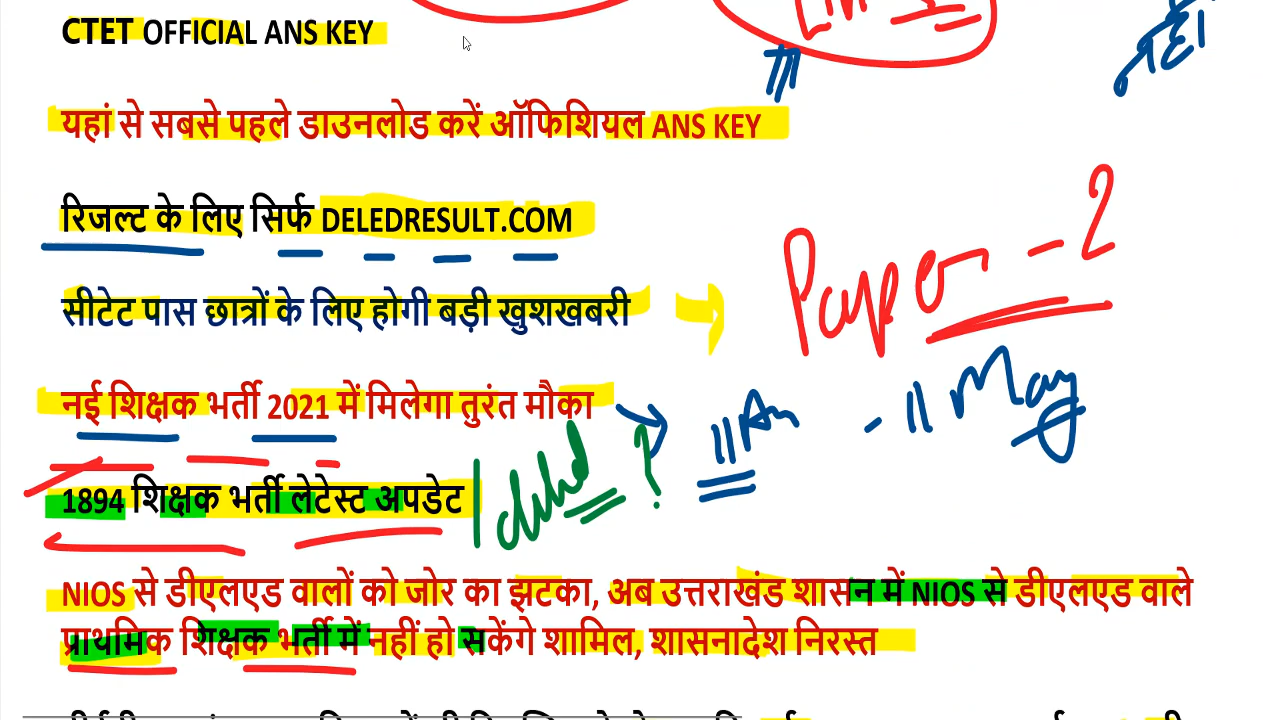 CTET OFFICIAL ANS KEY
यहां से सबसे पहले डाउनलोड करें ऑफिशियल ANS KEY
रिजल्ट के लिए सिर्फ DELEDRESULT.COM
Paper - 2
सीटेट पास छात्रों के लिए होगी बड़ी खुशखबरी
नई शिक्षक भर्ती 2021 में मिलेगा तुरंत मौका
- 11 May
1894 शिक्षक भर्ती लेटेस्ट अपडेट
NIOS से डीएलएड वालों को जोर का झटका, अब उत्तराखंड शासन में NIOS से डीएलएड वाले
प्राथमिक शिक्षक भर्ती में नहीं हो सकेंगे शामिल, शासनादेश निरस्त